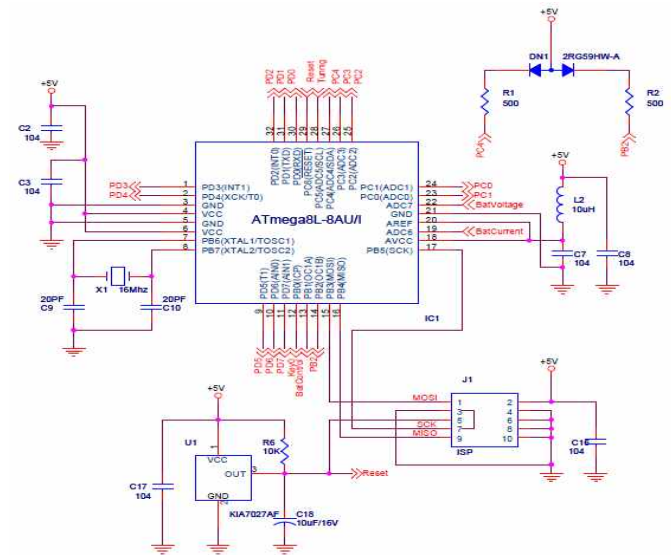 +5V
DN1 2RG59HW-A
R1
500
R2
500
PC4
PB2
+5V
C2
104
C3
104
PD2
PD1
PD0
Reset
Tuning
PC4
PC3
PC2
32
31
30
29
28
27
26
25
PD2(INT0)
PD1(TXD)
PD0(RXD)
PC6(RESET)
PC5(ADC5/SCL)
PC4(ADC4/SDA)
PC3(ADC3)
PC2(ADC2)
PD3
PD4
1
2
3
4
5
6
7
8
PD3(INT1)
PD4(XCK/T0)
GND
VCC
GND
VCC
PB6(XTAL1/TOSC1)
PB7(XTAL2/TOSC2)
ATmega8L-8AU/I
PC1(ADC1)
PC0(ADC0)
ADC7
GND
AREF
ADC6
AVCC
PB5(SCK)
24
23
22
21
20
19
18
17
PC0
PC1
BatVoltage
BatCurrent
+5V
L2
10uH
C7
104
C8
104
X1 16Mhz
20PF
C9
20PF
C10
PD5(T1)
PD6(AIN0)
PD7(AIN1)
PB0(ICP)
PB1(OC1A)
PB2(OC1B)
PB3(MOSI)
PB4(MISO)
9
10
11
12
13
14
15
16
IC1
PD5
PD6
PD7
Key0
BatControl
PB2
+5V
J1
MOSI
SCK
MISO
1
3
5
7
9
2
4
6
8
10
ISP
C16
104
+5V
U1
1
VCC
OUT
3
GND
2
KIA7027AF
R6
10K
Reset
C17
104
C18
10uF/16V